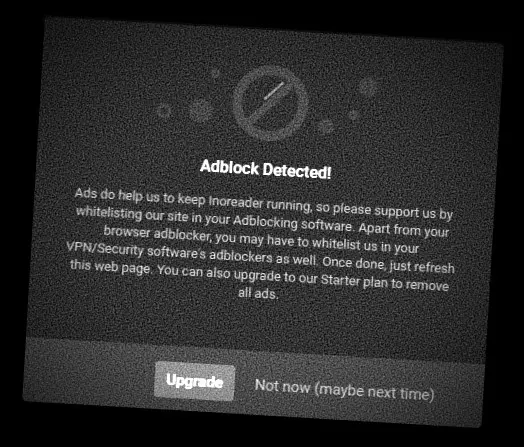 Adblock Detected!
Ads do help us to keep Inoreader running, so please support us by
whitelisting our site in your Adblocking software. Apart from your
browser adblocker, you may have to whitelist us in your
VPN/Security software's adblockers as well. Once done, just refresh
this web page. You can also upgrade to our Starter plan to remove
all ads.
Upgrade
Not now (maybe next time)